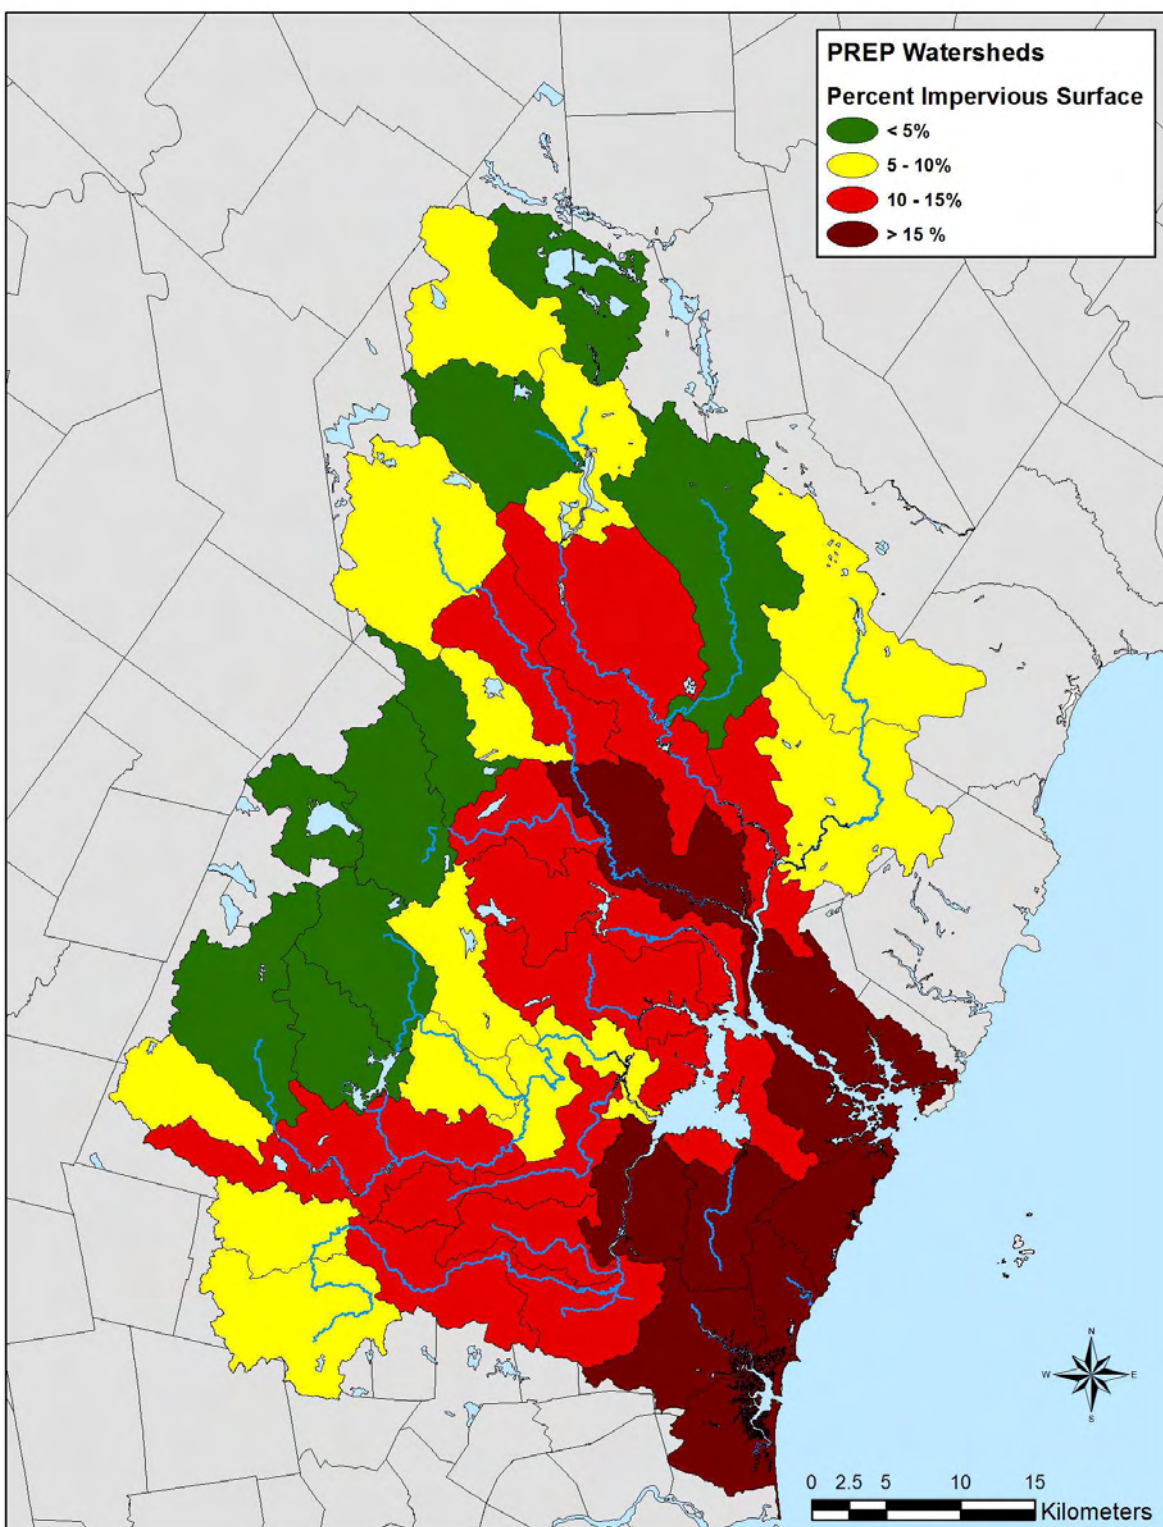 PREP Watersheds
Percent Impervious Surface
< 5%
5 - 10%
10 - 15%
> 15 %
N
W E
S
0 2.5 5 10 15
Kilometers